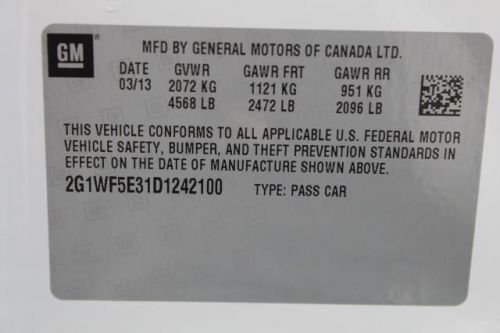 GM
MFD BY GENERAL MOTORS OF CANADA LTD.
DATE GVWR GAWR FRT GAWR RR
03/13 2072 KG 1121 KG 951 KG
4568 LB 2472 LB 2096 LB
THIS VEHICLE CONFORMS TO ALL APPLICABLE U.S. FEDERAL MOTOR
VEHICLE SAFETY, BUMPER, AND THEFT PREVENTION STANDARDS IN
EFFECT ON THE DATE OF MANUFACTURE SHOWN ABOVE.
2G1WF5E31D1242100 TYPE: PASS CAR